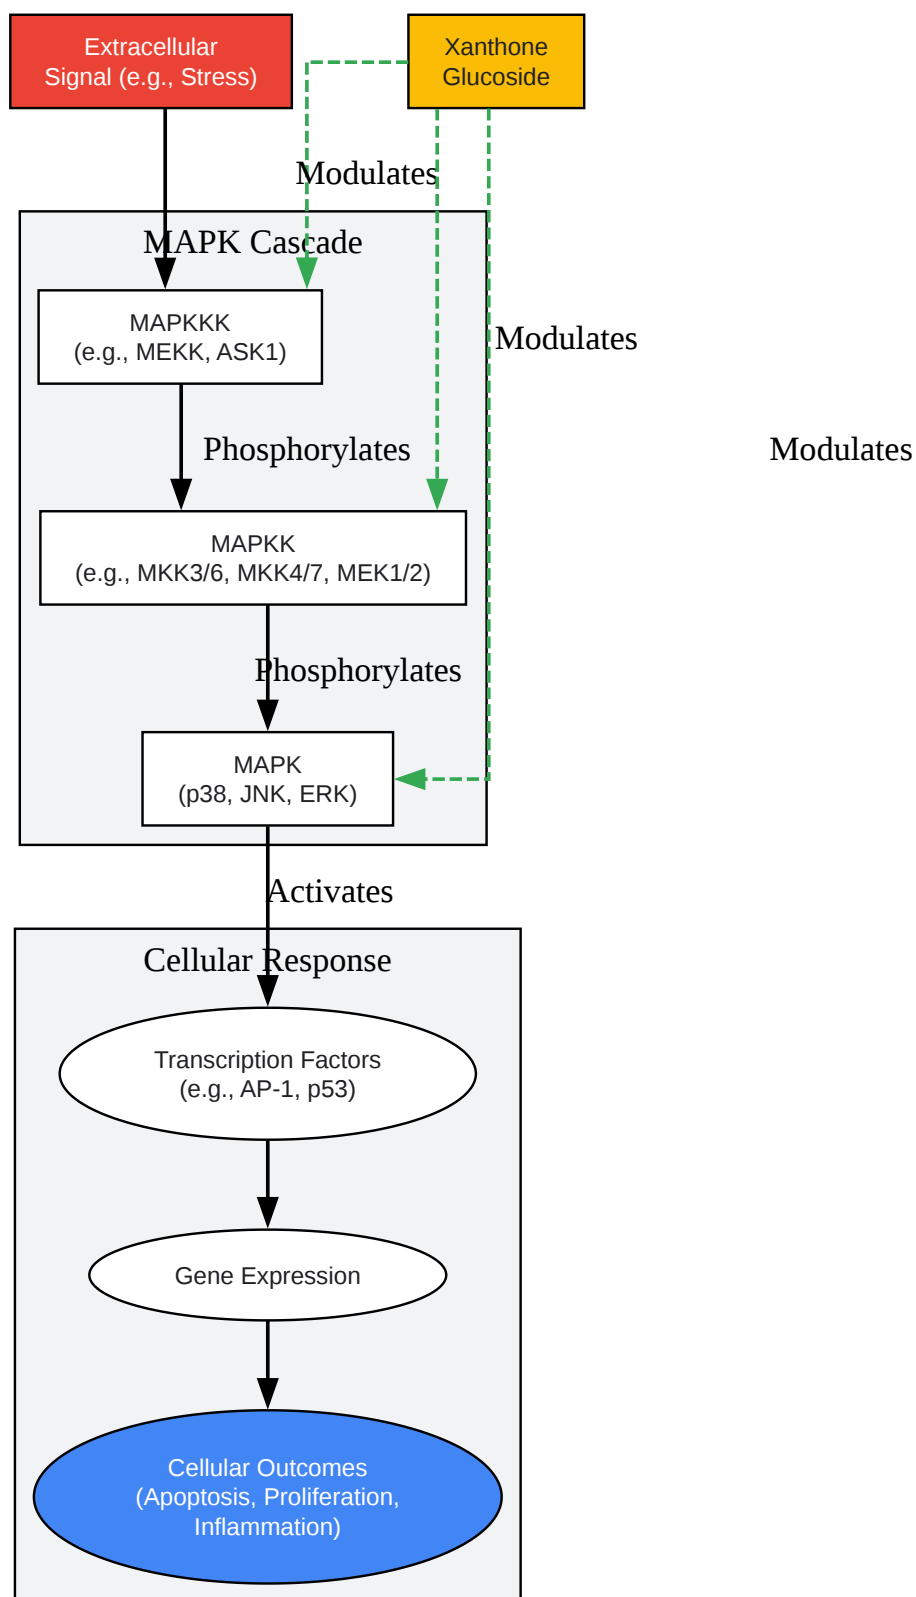 Extracellular
Signal (e.g., Stress)
Xanthone
Glucoside
Modulates
MAPK Cascade
MAPKKK
(e.g., MEKK, ASK1)
Modulates
Phosphorylates
Modulates
MAPKK
(e.g., MKK3/6, MKK4/7, MEK1/2)
Phosphorylates
MAPK
(p38, JNK, ERK)
Activates
Cellular Response
Transcription Factors
(e.g., AP-1, p53)
Gene Expression
Cellular Outcomes
(Apoptosis, Proliferation,
Inflammation)